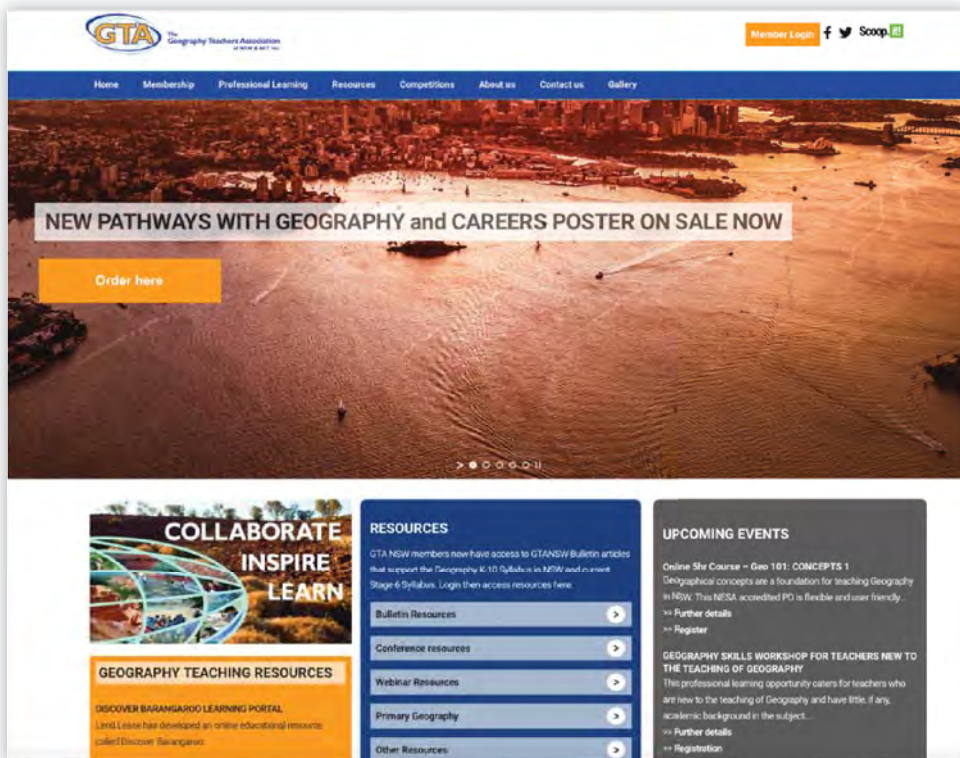 GTA
The
Geography Teachers Association
of NSW & ACT Inc.
Member Login
Scoop.it!
Home Membership Professional Learning Resources Competitions About us Contact us Gallery
NEW PATHWAYS WITH GEOGRAPHY and CAREERS POSTER ON SALE NOW
Order here
COLLABORATE
INSPIRE
LEARN
GEOGRAPHY TEACHING RESOURCES
DISCOVER BARANGAROO LEARNING PORTAL
Lend Lease has developed an online educational resource
called Discover Barangaroo.
RESOURCES
GTA NSW members now have access to GTANSW Bulletin articles
that support the Geography K-10 Syllabus in NSW and current
Stage 6 Syllabus. Login then access resources here.
Bulletin Resources
Conference resources
Webinar Resources
Primary Geography
Other Resources
UPCOMING EVENTS
Online 5hr Course – Geo 101: CONCEPTS 1
Geographical concepts are a foundation for teaching Geography
in NSW. This NESA accredited PD is flexible and user friendly...
>> Further details
>> Register
GEOGRAPHY SKILLS WORKSHOP FOR TEACHERS NEW TO
THE TEACHING OF GEOGRAPHY
This professional learning opportunity caters for teachers who
are new to the teaching of Geography and have little, if any,
academic background in the subject...
>> Further details
>> Registration